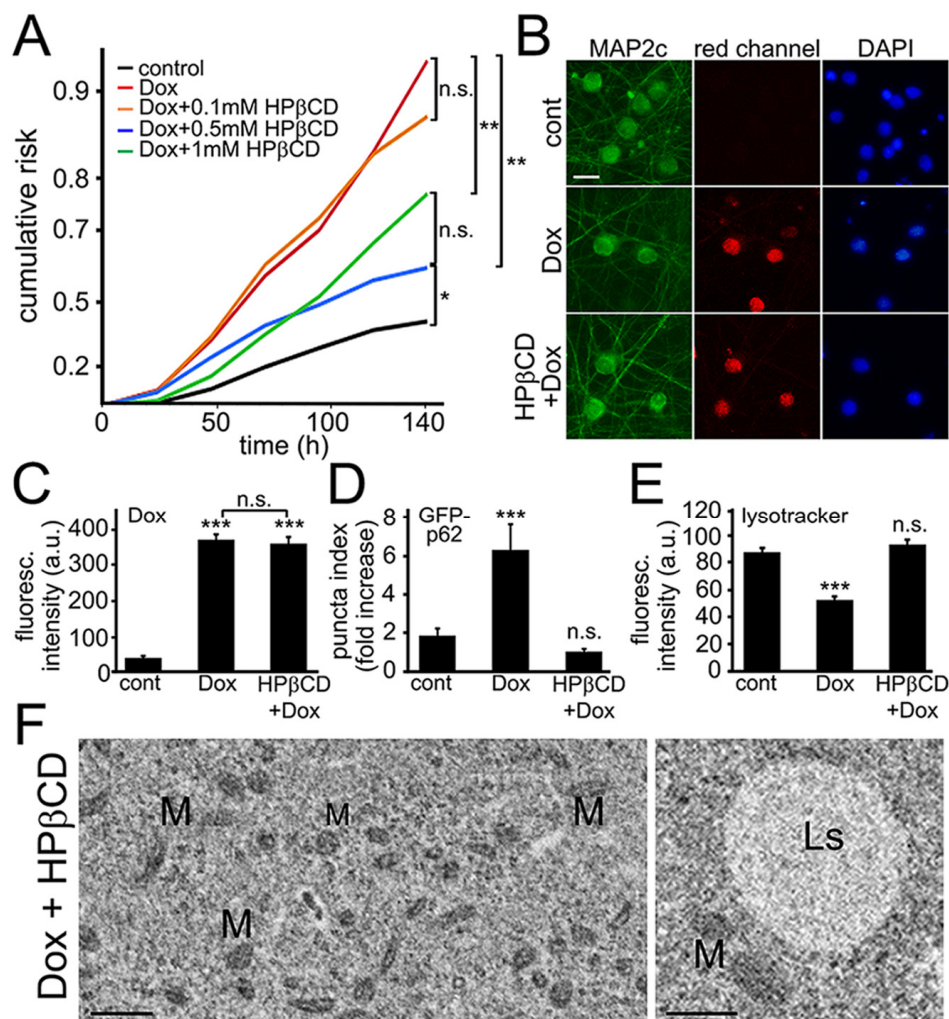 A
control
Dox
Dox+0.1mM HPβCD
Dox+0.5mM HPβCD
Dox+1mM HPβCD
n.s.
**
**
n.s.
*
cumulative risk
0.9
0.8
0.7
0.5
0.2
0
50
100
140
time (h)
B
MAP2c red channel DAPI
cont
Dox
HPβCD
+Dox
C
Dox
n.s.
*** ***
fluoresc.
intensity (a.u.)
400
300
200
100
0
cont Dox HPβCD
+Dox
D
GFP-
p62
***
n.s.
puncta index
(fold increase)
8
6
4
2
0
cont Dox HPβCD
+Dox
E
lysotracker
n.s.
***
fluoresc.
intensity (a.u.)
120
100
80
60
40
20
0
cont Dox HPβCD
+Dox
F
Dox + HPβCD
M M M
M
Ls
M